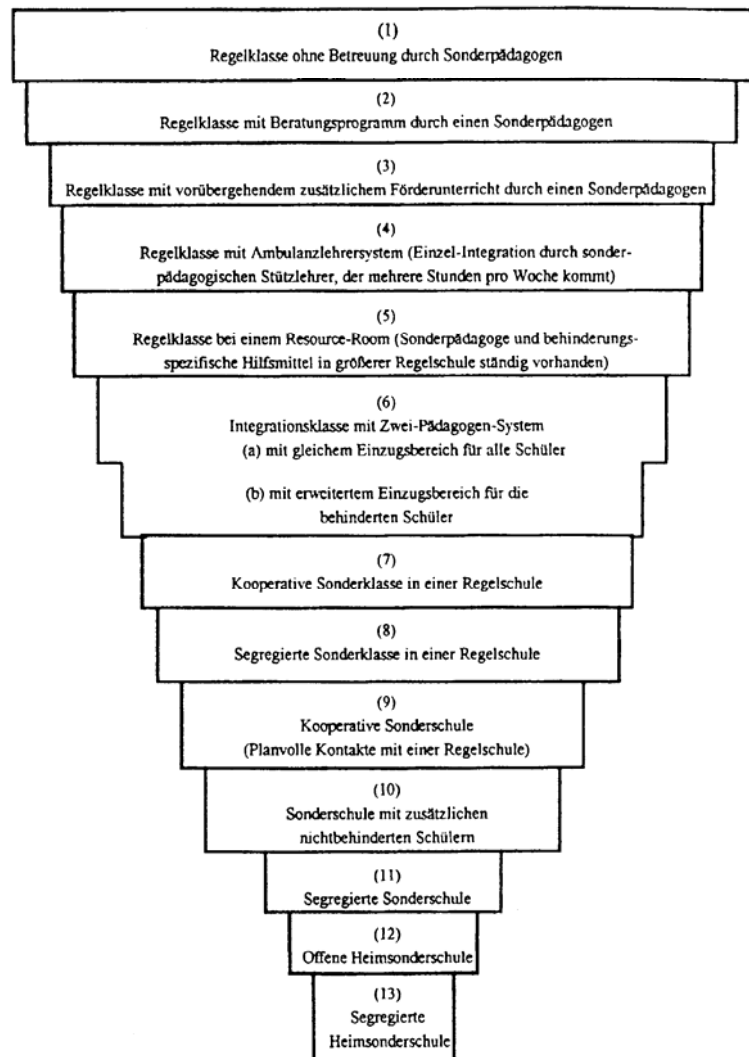 (1)
Regelklasse ohne Betreuung durch Sonderpädagogen
(2)
Regelklasse mit Beratungsprogramm durch einen Sonderpädagogen
(3)
Regelklasse mit vorübergehendem zusätzlichem Förderunterricht durch einen Sonderpädagogen
(4)
Regelklasse mit Ambulanzlehrersystem (Einzel-Integration durch sonder-
pädagogischen Stützlehrer, der mehrere Stunden pro Woche kommt)
(5)
Regelklasse bei einem Resource-Room (Sonderpädagoge und behinderungs-
spezifische Hilfsmittel in größerer Regelschule ständig vorhanden)
(6)
Integrationsklasse mit Zwei-Pädagogen-System
(a) mit gleichem Einzugsbereich für alle Schüler
(b) mit erweitertem Einzugsbereich für die
behinderten Schüler
(7)
Kooperative Sonderklasse in einer Regelschule
(8)
Segregierte Sonderklasse in einer Regelschule
(9)
Kooperative Sonderschule
(Planvolle Kontakte mit einer Regelschule)
(10)
Sonderschule mit zusätzlichen
nichtbehinderten Schülern
(11)
Segregierte Sonderschule
(12)
Offene Heimsonderschule
(13)
Segregierte
Heimsonderschule